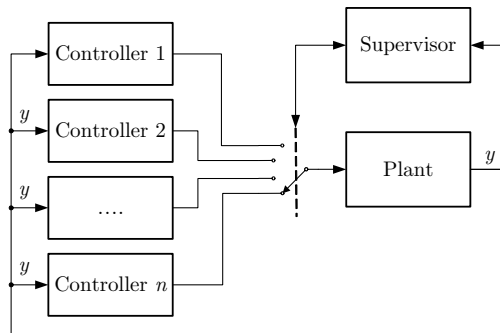 Supervisor
Controller 1
y
Controller 2
y
Plant
y
....
y
Controller n